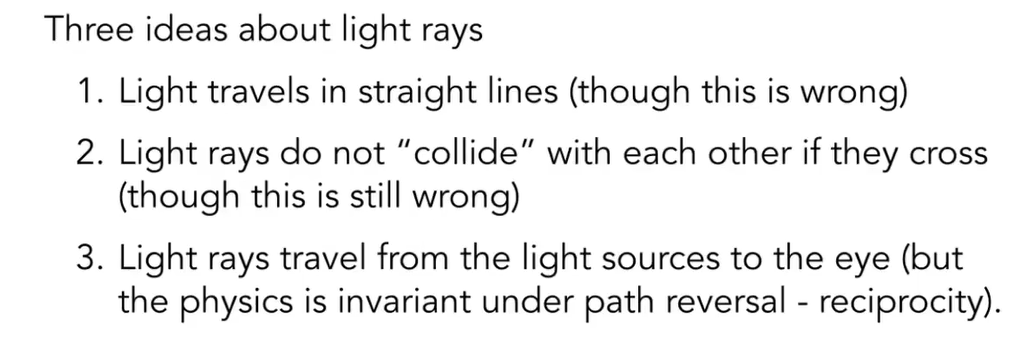 Three ideas about light rays
1. Light travels in straight lines (though this is wrong)
2. Light rays do not “collide” with each other if they cross
(though this is still wrong)
3. Light rays travel from the light sources to the eye (but
the physics is invariant under path reversal - reciprocity).